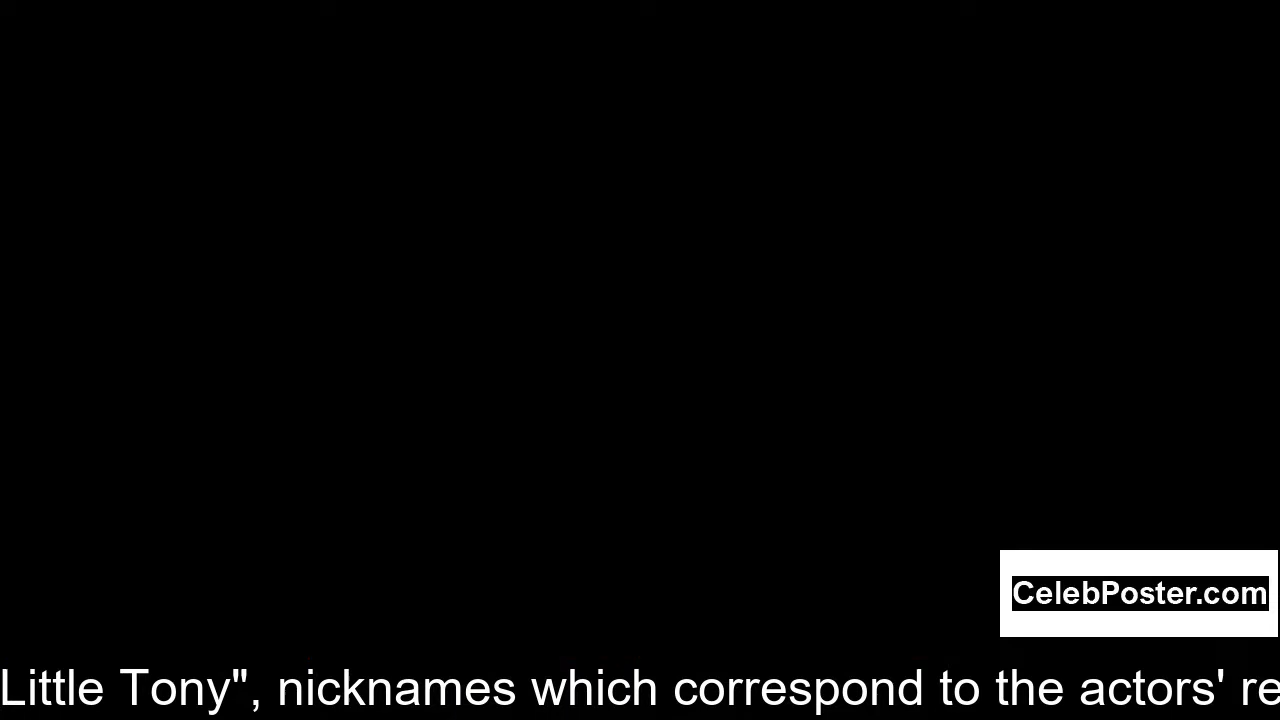 CelebPoster.com
Little Tony", nicknames which correspond to the actors' re